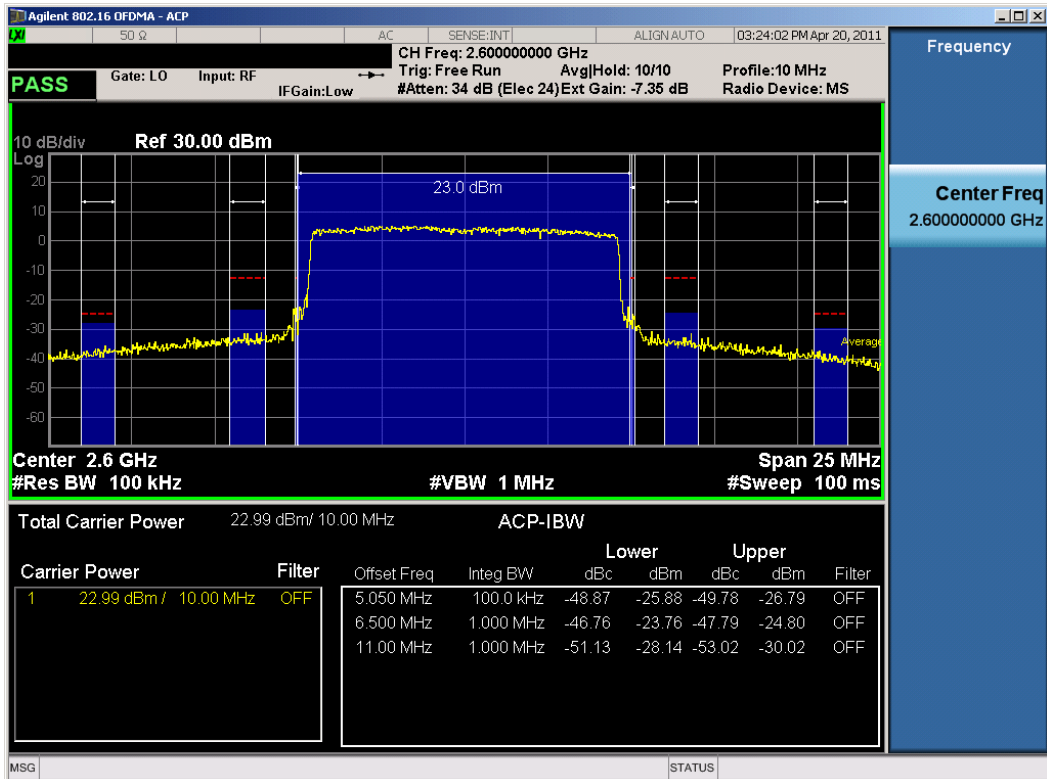 Agilent 802.16 OFDMA - ACP
LXI 50 Ω AC SENSE:INT ALIGN AUTO 03:24:02 PM Apr 20, 2011
CH Freq: 2.600000000 GHz
PASS Gate: LO Input: RF Trig: Free Run Avg|Hold: 10/10 Profile:10 MHz
IFGain:Low #Atten: 34 dB (Elec 24) Ext Gain: -7.35 dB Radio Device: MS
Frequency
Center Freq
2.600000000 GHz
10 dB/div Ref 30.00 dBm
Log
20
10
0
-10
-20
-30
-40
-50
-60
23.0 dBm
Average
Center 2.6 GHz Span 25 MHz
#Res BW 100 kHz #VBW 1 MHz #Sweep 100 ms
Total Carrier Power 22.99 dBm/ 10.00 MHz ACP-IBW
Lower Upper
Carrier Power Filter
1 22.99 dBm / 10.00 MHz OFF
Offset Freq Integ BW dBc dBm dBc dBm Filter
5.050 MHz 100.0 kHz -48.87 -25.88 -49.78 -26.79 OFF
6.500 MHz 1.000 MHz -46.76 -23.76 -47.79 -24.80 OFF
11.00 MHz 1.000 MHz -51.13 -28.14 -53.02 -30.02 OFF
MSG STATUS